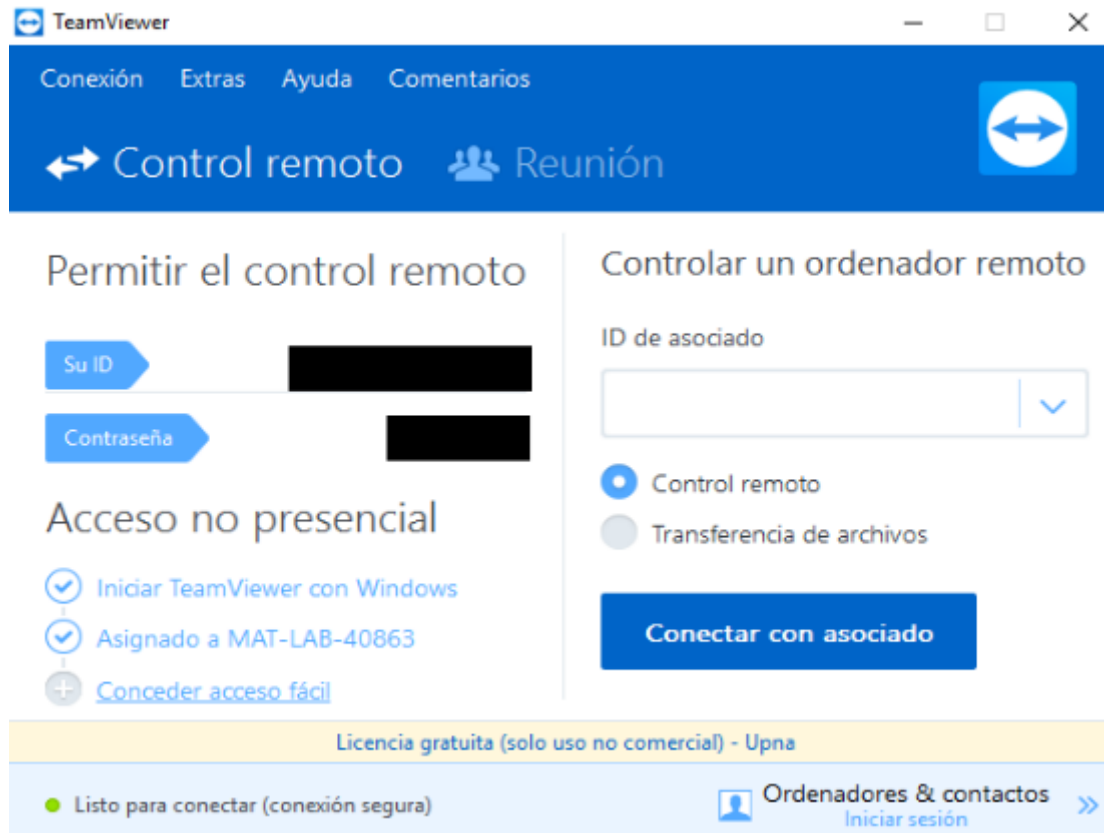 TeamViewer
Conexión Extras Ayuda Comentarios
Control remoto Reunión
Permitir el control remoto
Su ID
Contraseña
Acceso no presencial
Iniciar TeamViewer con Windows
Asignado a MAT-LAB-40863
Conceder acceso fácil
Controlar un ordenador remoto
ID de asociado
Control remoto
Transferencia de archivos
Conectar con asociado
Licencia gratuita (solo uso no comercial) - Upna
Listo para conectar (conexión segura)
Ordenadores & contactos
Iniciar sesión